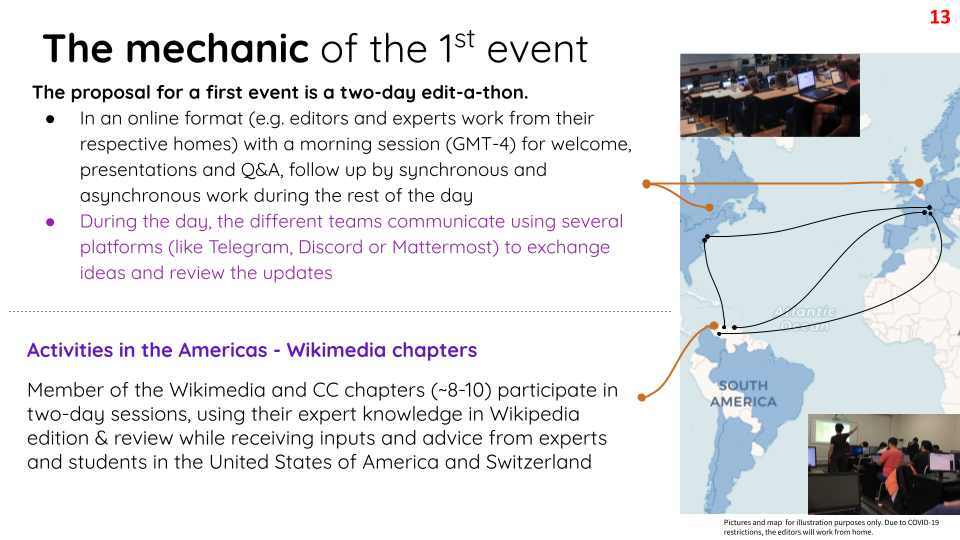 13
The mechanic of the 1st event
The proposal for a first event is a two-day edit-a-thon.
● In an online format (e.g. editors and experts work from their
respective homes) with a morning session (GMT-4) for welcome,
presentations and Q&A, follow up by synchronous and
asynchronous work during the rest of the day
● During the day, the different teams communicate using several
platforms (like Telegram, Discord or Mattermost) to exchange
ideas and review the updates
Activities in the Americas - Wikimedia chapters
Member of the Wikimedia and CC chapters (~8-10) participate in
two-day sessions, using their expert knowledge in Wikipedia
edition & review while receiving inputs and advice from experts
and students in the United States of America and Switzerland
Atlantic
Ocean
SOUTH
AMERICA
Pictures and map for illustration purposes only. Due to COVID-19
restrictions, the editors will work from home.